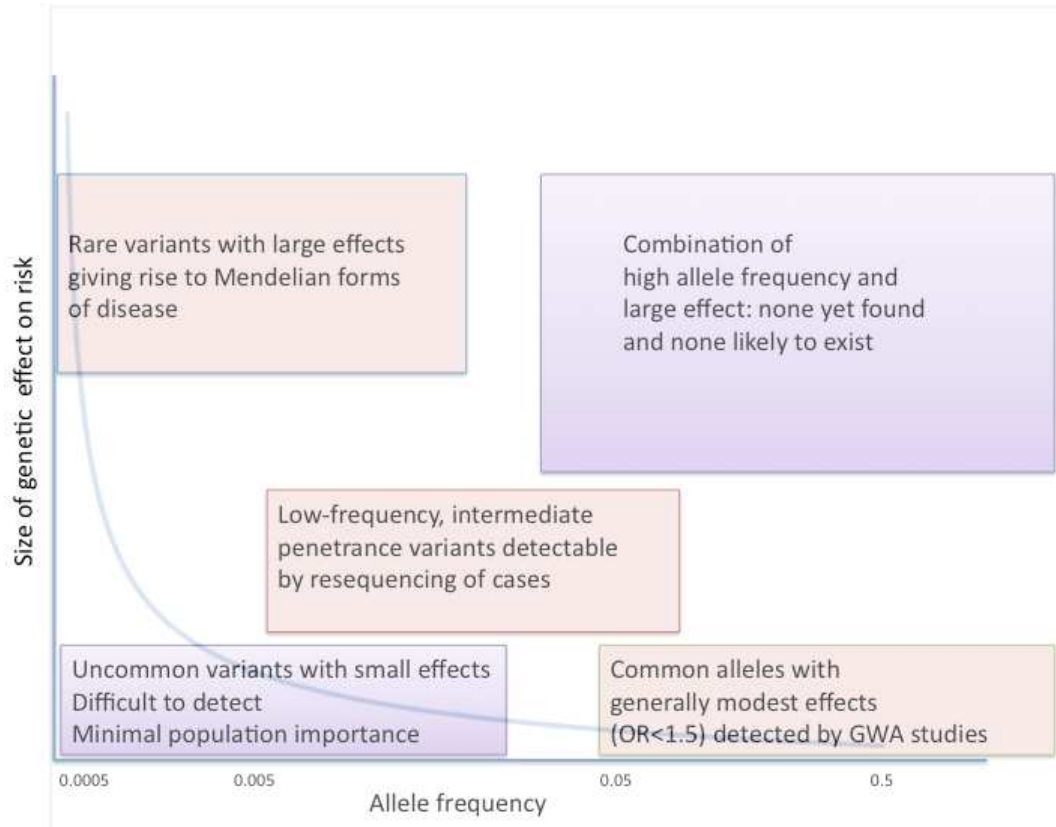 Rare variants with large effects
giving rise to Mendelian forms
of disease
Combination of
high allele frequency and
large effect: none yet found
and none likely to exist
Size of genetic effect on risk
Low-frequency, intermediate
penetrance variants detectable
by resequencing of cases
Uncommon variants with small effects
Difficult to detect
Minimal population importance
Common alleles with
generally modest effects
(OR<1.5) detected by GWA studies
0.0005 0.005 0.05 0.5
Allele frequency